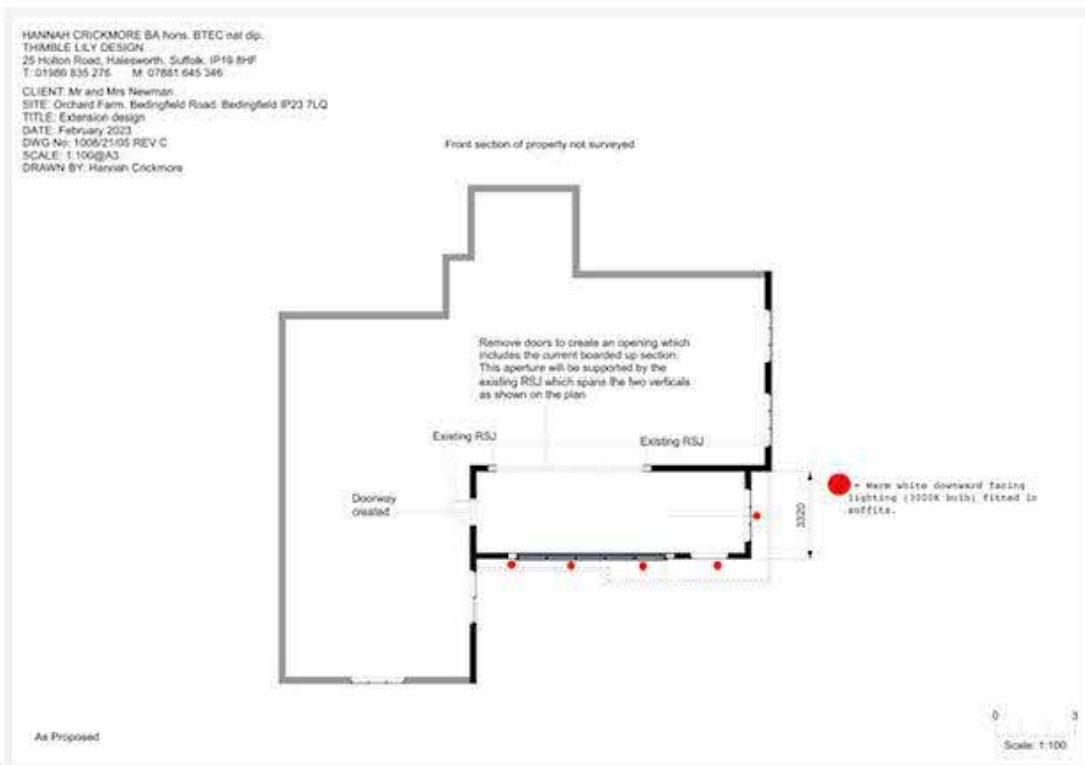 HANNAH CRICKMORE BA hons. BTEC nat dip.
THIMBLE LILY DESIGN
25 Holton Road, Halesworth, Suffolk. IP19 8HF
T: 01986 835 276 M: 07881 645 346
CLIENT: Mr and Mrs Newman
SITE: Orchard Farm, Bedingfield Road, Bedingfield IP23 7LQ
TITLE: Extension design
DATE: February 2023
DWG No: 1008/21/05 REV C
SCALE: 1:100@A3
DRAWN BY: Hannah Crickmore
Front section of property not surveyed
Remove doors to create an opening which
includes the current boarded up section.
This aperture will be supported by the
existing RSJ which spans the two verticals
as shown on the plan
Existing RSJ
Existing RSJ
Doorway
created
3320
= Warm white downward facing
lighting (3000K bulb) fitted in
soffits.
As Proposed
0 3
Scale: 1:100